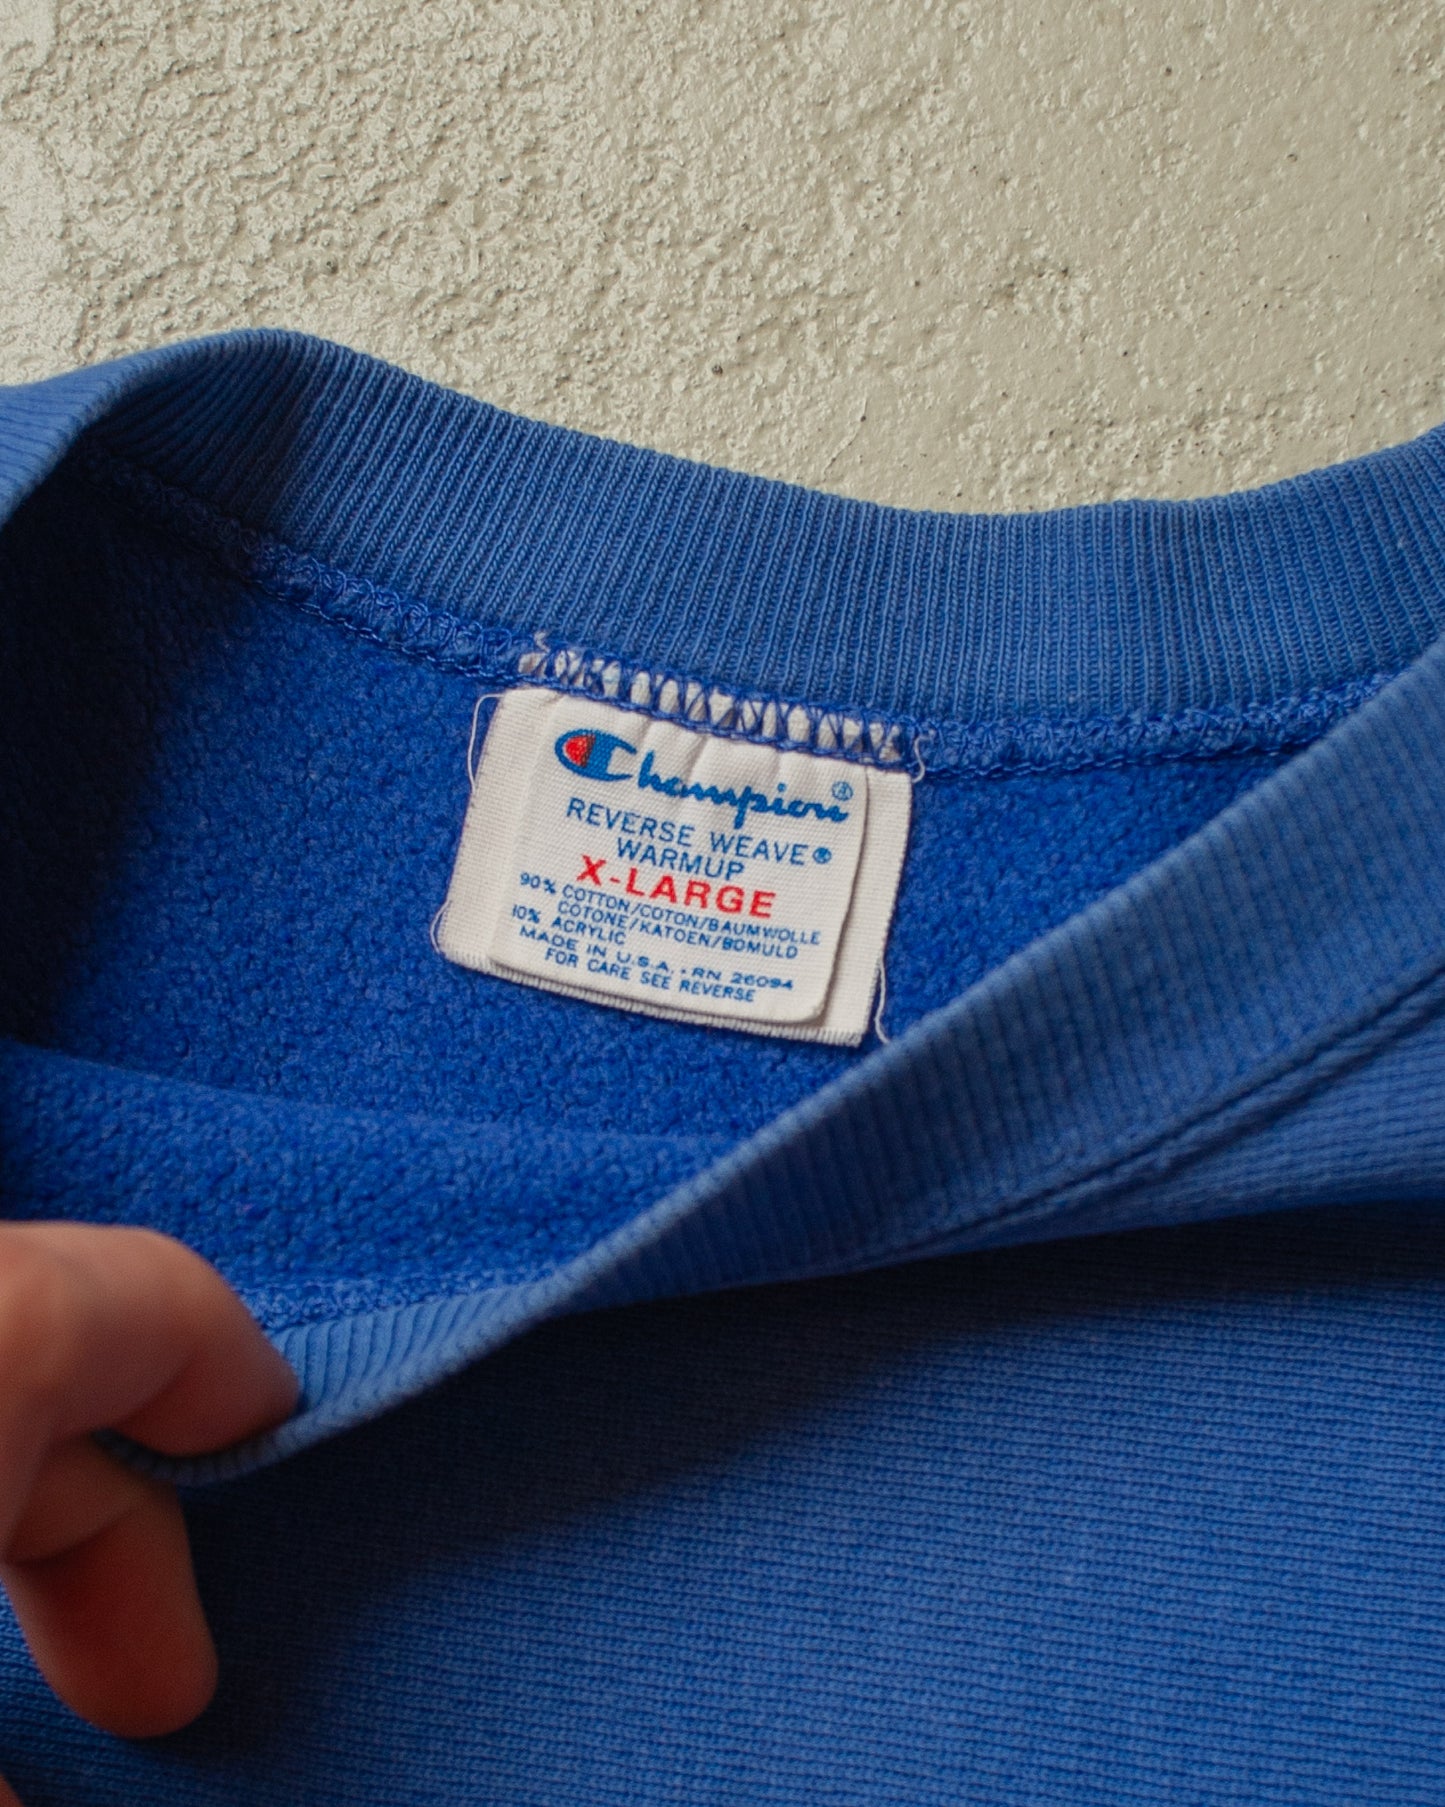 Champion®
REVERSE WEAVE®
WARMUP
X-LARGE
90% COTTON/COTON/BAUMWOLLE
COTONE/KATOEN/BOMULD
10% ACRYLIC
MADE IN U.S.A. · RN 26094
FOR CARE SEE REVERSE